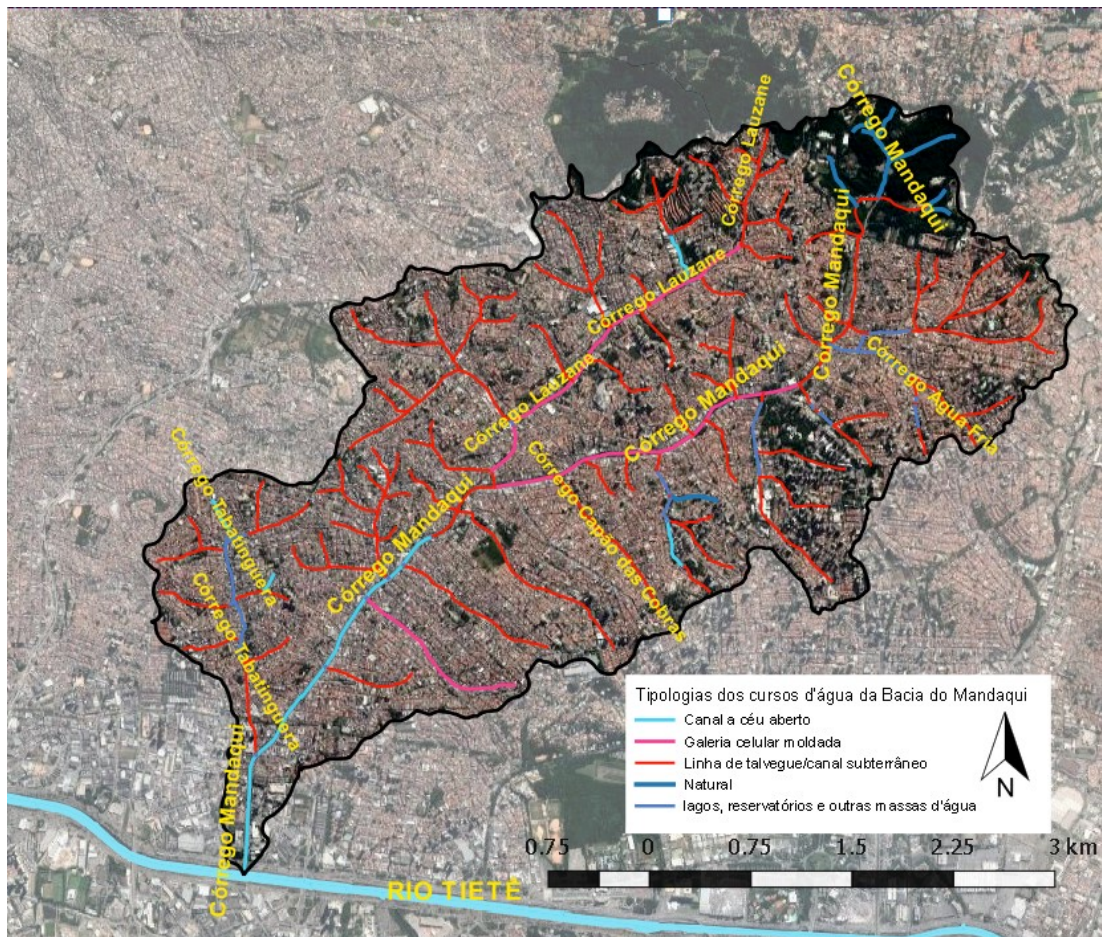 Córrego Mandaqui
Córrego Lauzane
Córrego Mandaqui
Córrego Lauzane
Córrego Lauzane
Córrego Mandaqui
Córrego Água Fria
Córrego Tabatinguera
Córrego Mandaqui
Córrego Capão das Cobras
Córrego Tabatinguera
Córrego Mandaqui
RIO TIETÊ
Tipologias dos cursos d'água da Bacia do Mandaqui
Canal a céu aberto
Galeria celular moldada
Linha de talvegue/canal subterrâneo
Natural
lagos, reservatórios e outras massas d'água
N
0.75 0 0.75 1.5 2.25 3 km